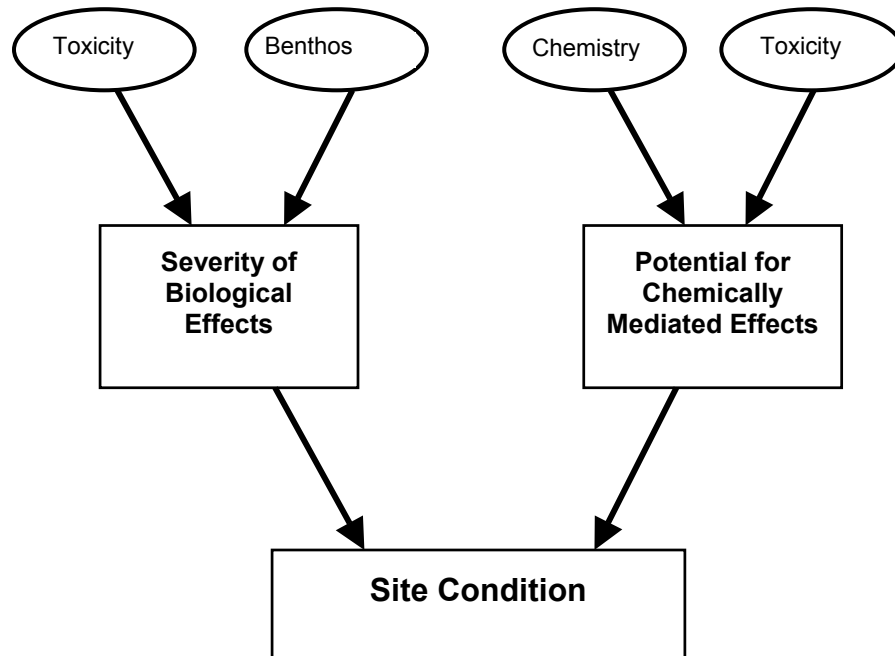 Toxicity
Benthos
Chemistry
Toxicity
Severity of
Biological
Effects
Potential for
Chemically
Mediated Effects
Site Condition